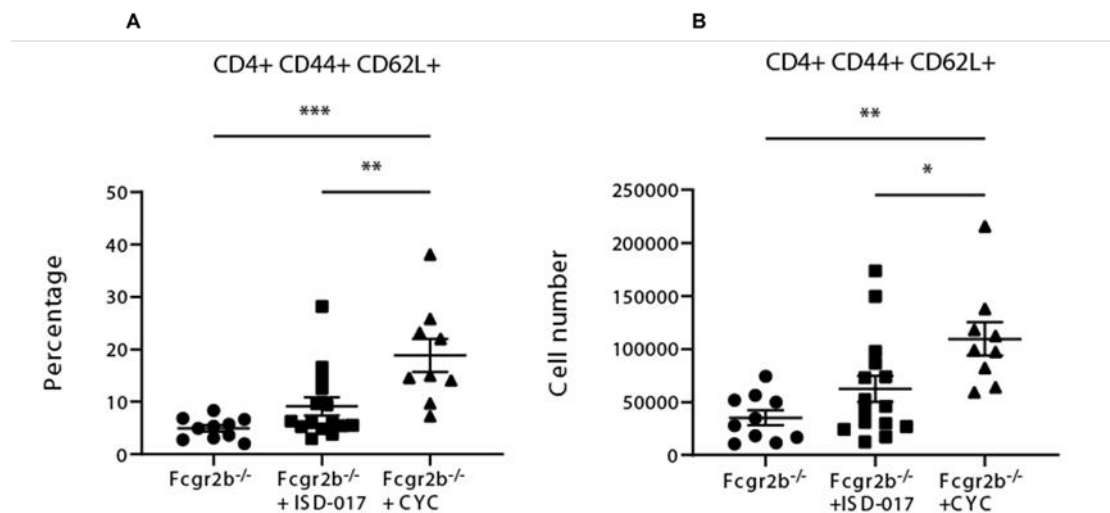 A
CD4+ CD44+ CD62L+
***
**
50
40
30
20
10
0
Percentage
Fcgr2b-/-
Fcgr2b-/-
+ ISD-017
Fcgr2b-/-
+ CYC
B
CD4+ CD44+ CD62L+
**
*
250000
200000
150000
100000
50000
0
Cell number
Fcgr2b-/-
Fcgr2b-/-
+ISD-017
Fcgr2b-/-
+CYC